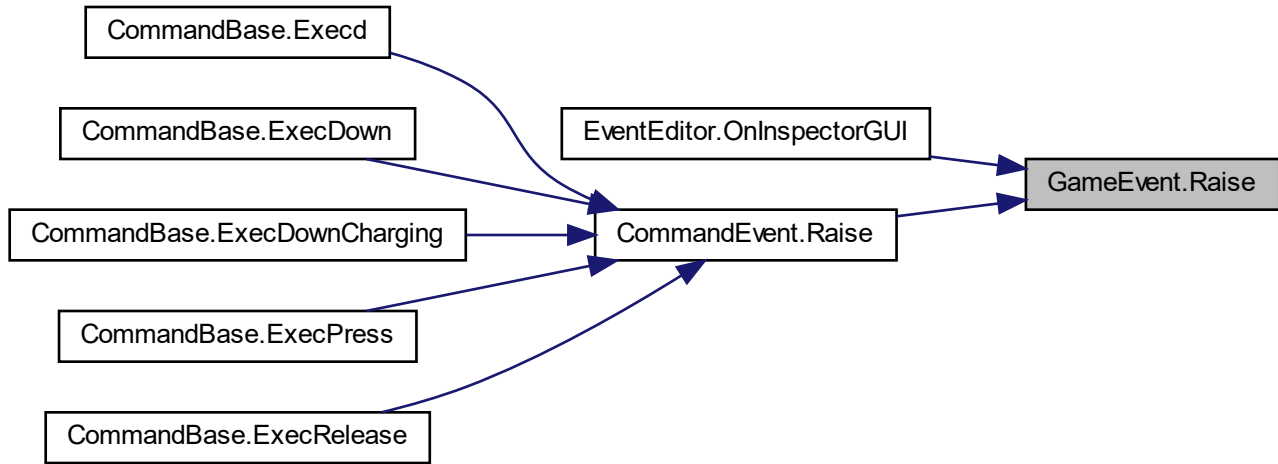 CommandBase.Execd
CommandBase.ExecDown
EventEditor.OnInspectorGUI
GameEvent.Raise
CommandBase.ExecDownCharging
CommandEvent.Raise
CommandBase.ExecPress
CommandBase.ExecRelease